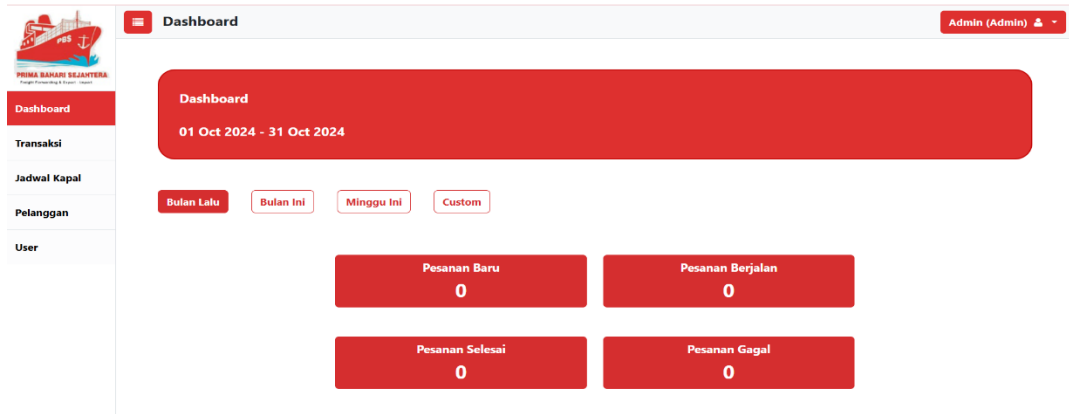 PBS
PRIMA BAHARI SEJAHTERA
Dashboard
Admin (Admin)
Dashboard
Transaksi
Jadwal Kapal
Pelanggan
User
Dashboard
01 Oct 2024 - 31 Oct 2024
Bulan Lalu
Bulan Ini
Minggu Ini
Custom
Pesanan Baru
0
Pesanan Berjalan
0
Pesanan Selesai
0
Pesanan Gagal
0